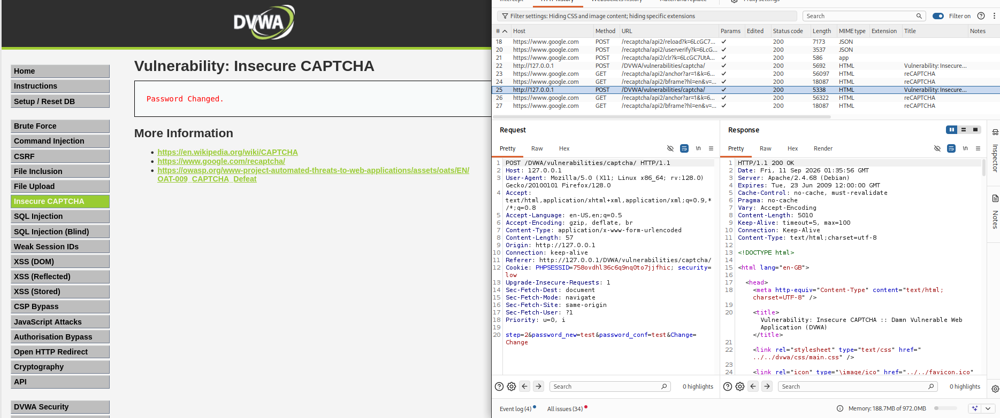 DVWA
Home
Instructions
Setup / Reset DB
Brute Force
Command Injection
CSRF
File Inclusion
File Upload
Insecure CAPTCHA
SQL Injection
SQL Injection (Blind)
Weak Session IDs
XSS (DOM)
XSS (Reflected)
XSS (Stored)
CSP Bypass
JavaScript Attacks
Authorisation Bypass
Open HTTP Redirect
Cryptography
API
DVWA Security
Vulnerability: Insecure CAPTCHA
Password Changed.
More Information
https://en.wikipedia.org/wiki/CAPTCHA
https://www.google.com/recaptcha/
https://owasp.org/www-project-automated-threats-to-web-applications/assets/oats/EN/
OAT-009_CAPTCHA_Defeat
Filter settings: Hiding CSS and image content; hiding specific extensions
Search
Filter on
# Host Method URL Params Edited Status code Length MIME type Extension Title Notes
18 https://www.google.com POST /recaptcha/api2/reload?k=6LcGC7... ✓ 200 7173 JSON
20 https://www.google.com POST /recaptcha/api2/userverify?k=6LcG... ✓ 200 3537 JSON
21 https://www.google.com POST /recaptcha/api2/clr?k=6LcGC7UtA... ✓ 200 586 app
22 http://127.0.0.1 POST /DVWA/vulnerabilities/captcha/ ✓ 200 5692 HTML Vulnerability: Insecure...
23 https://www.google.com GET /recaptcha/api2/anchor?ar=1&k=6... ✓ 200 56097 HTML reCAPTCHA
24 https://www.google.com GET /recaptcha/api2/bframe?hl=en&v=... ✓ 200 18087 HTML reCAPTCHA
25 http://127.0.0.1 POST /DVWA/vulnerabilities/captcha/ ✓ 200 5338 HTML Vulnerability: Insecure...
26 https://www.google.com GET /recaptcha/api2/anchor?ar=1&k=6... ✓ 200 56322 HTML reCAPTCHA
27 https://www.google.com GET /recaptcha/api2/bframe?hl=en&v=... ✓ 200 18087 HTML reCAPTCHA
Request
Pretty Raw Hex \n
1 POST /DVWA/vulnerabilities/captcha/ HTTP/1.1
2 Host: 127.0.0.1
3 User-Agent: Mozilla/5.0 (X11; Linux x86_64; rv:128.0)
Gecko/20100101 Firefox/128.0
4 Accept:
text/html,application/xhtml+xml,application/xml;q=0.9,*
/*;q=0.8
5 Accept-Language: en-US,en;q=0.5
6 Accept-Encoding: gzip, deflate, br
7 Content-Type: application/x-www-form-urlencoded
8 Content-Length: 57
9 Origin: http://127.0.0.1
10 Connection: keep-alive
11 Referer: http://127.0.0.1/DVWA/vulnerabilities/captcha/
12 Cookie: PHPSESSID=758ovdhl36c6q9nq0to7jjfhic; security=
low
13 Upgrade-Insecure-Requests: 1
14 Sec-Fetch-Dest: document
15 Sec-Fetch-Mode: navigate
16 Sec-Fetch-Site: same-origin
17 Sec-Fetch-User: ?1
18 Priority: u=0, i
19
20 step=2&password_new=test&password_conf=test&Change=
Change
Search
0 highlights
Response
Pretty Raw Hex Render \n
1 HTTP/1.1 200 OK
2 Date: Fri, 11 Sep 2026 01:35:56 GMT
3 Server: Apache/2.4.68 (Debian)
4 Expires: Tue, 23 Jun 2009 12:00:00 GMT
5 Cache-Control: no-cache, must-revalidate
6 Pragma: no-cache
7 Vary: Accept-Encoding
8 Content-Length: 5010
9 Keep-Alive: timeout=5, max=100
10 Connection: Keep-Alive
11 Content-Type: text/html;charset=utf-8
12
13 <!DOCTYPE html>
14
15 <html lang="en-GB">
16
17 <head>
18 <meta http-equiv="Content-Type" content="text/html;
charset=UTF-8" />
19
20 <title>
Vulnerability: Insecure CAPTCHA :: Damn Vulnerable Web
Application (DVWA)
</title>
21
22 <link rel="stylesheet" type="text/css" href="
../../dvwa/css/main.css" />
23
24 <link rel="icon" type="\image/ico" href="../../favicon.ico"
Search
0 highlights
Inspector
Notes
Event log (4)
All issues (34)
Memory: 188.7MB of 972.0MB